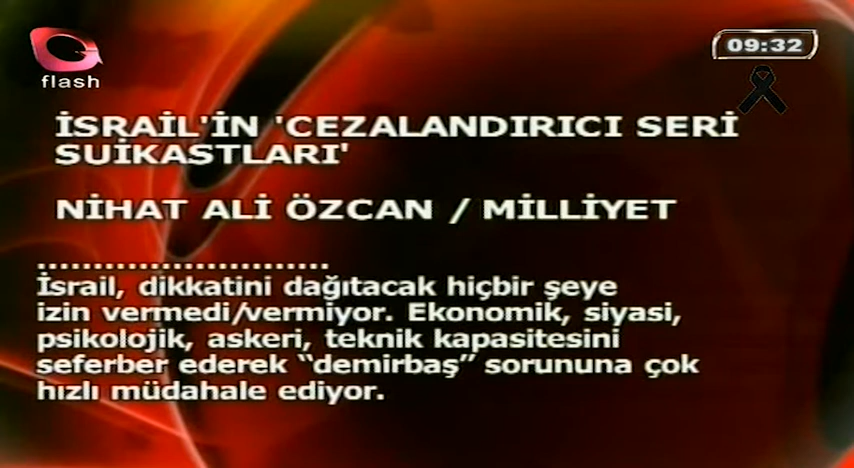 flash
09:32
İSRAİL'İN 'CEZALANDIRICI SERİ
SUİKASTLARI'
NİHAT ALİ ÖZCAN / MİLLİYET
..........................
İsrail, dikkatini dağıtacak hiçbir şeye
izin vermedi/vermiyor. Ekonomik, siyasi,
psikolojik, askeri, teknik kapasitesini
seferber ederek “demirbaş” sorununa çok
hızlı müdahale ediyor.